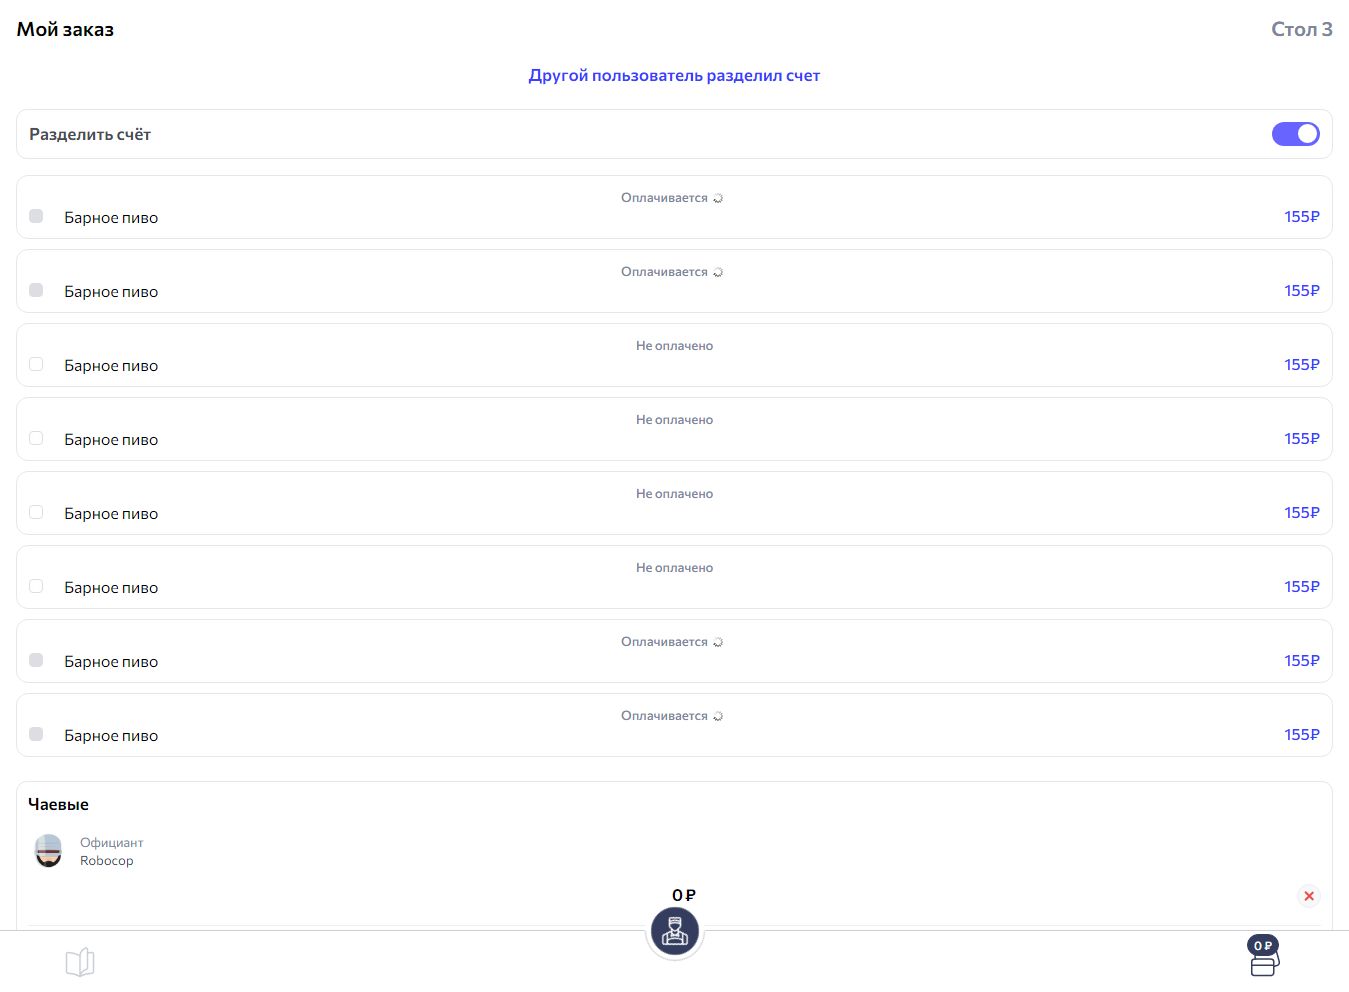 Мой заказ
Стол 3
Другой пользователь разделил счет
Разделить счёт
Оплачивается
Барное пиво
155₽
Оплачивается
Барное пиво
155₽
Не оплачено
Барное пиво
155₽
Не оплачено
Барное пиво
155₽
Не оплачено
Барное пиво
155₽
Не оплачено
Барное пиво
155₽
Оплачивается
Барное пиво
155₽
Оплачивается
Барное пиво
155₽
Чаевые
Официант
Robocop
0 ₽
0 ₽